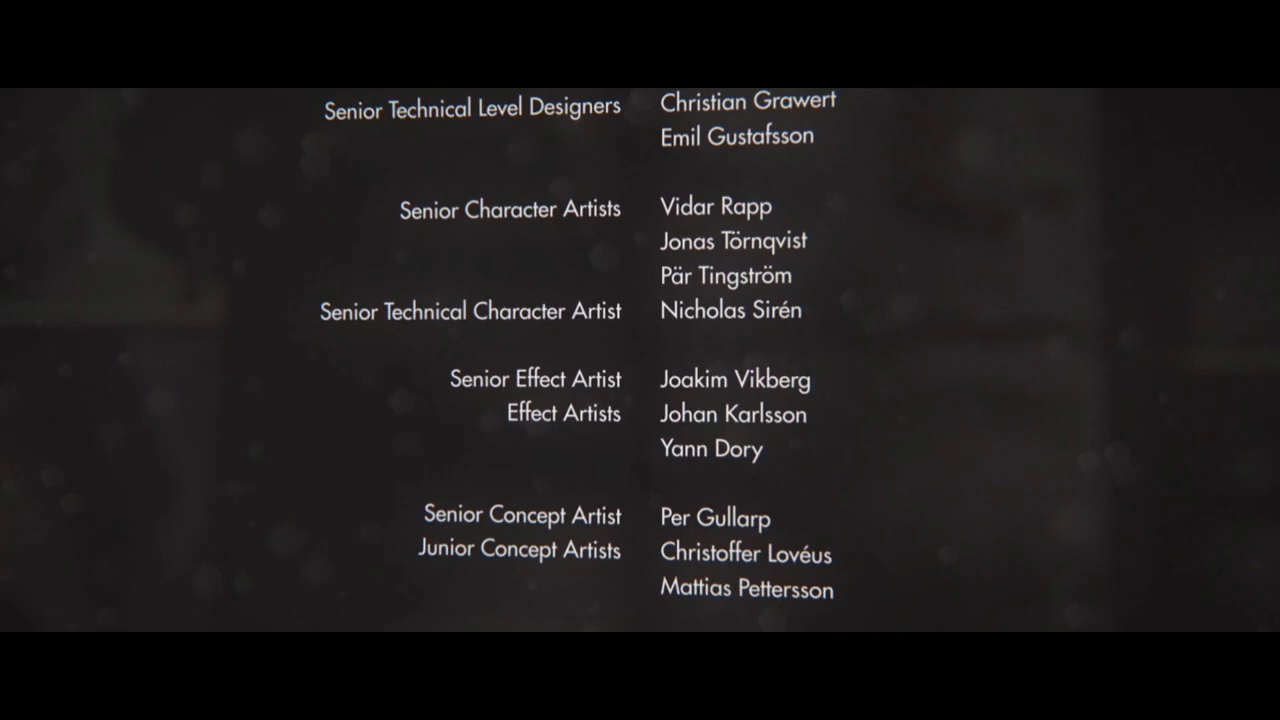 Senior Technical Level Designers Christian Grawert
Emil Gustafsson
Senior Character Artists Vidar Rapp
Jonas Törnqvist
Pär Tingström
Senior Technical Character Artist Nicholas Sirén
Senior Effect Artist Joakim Vikberg
Effect Artists Johan Karlsson
Yann Dory
Senior Concept Artist Per Gullarp
Junior Concept Artists Christoffer Lovéus
Mattias Pettersson